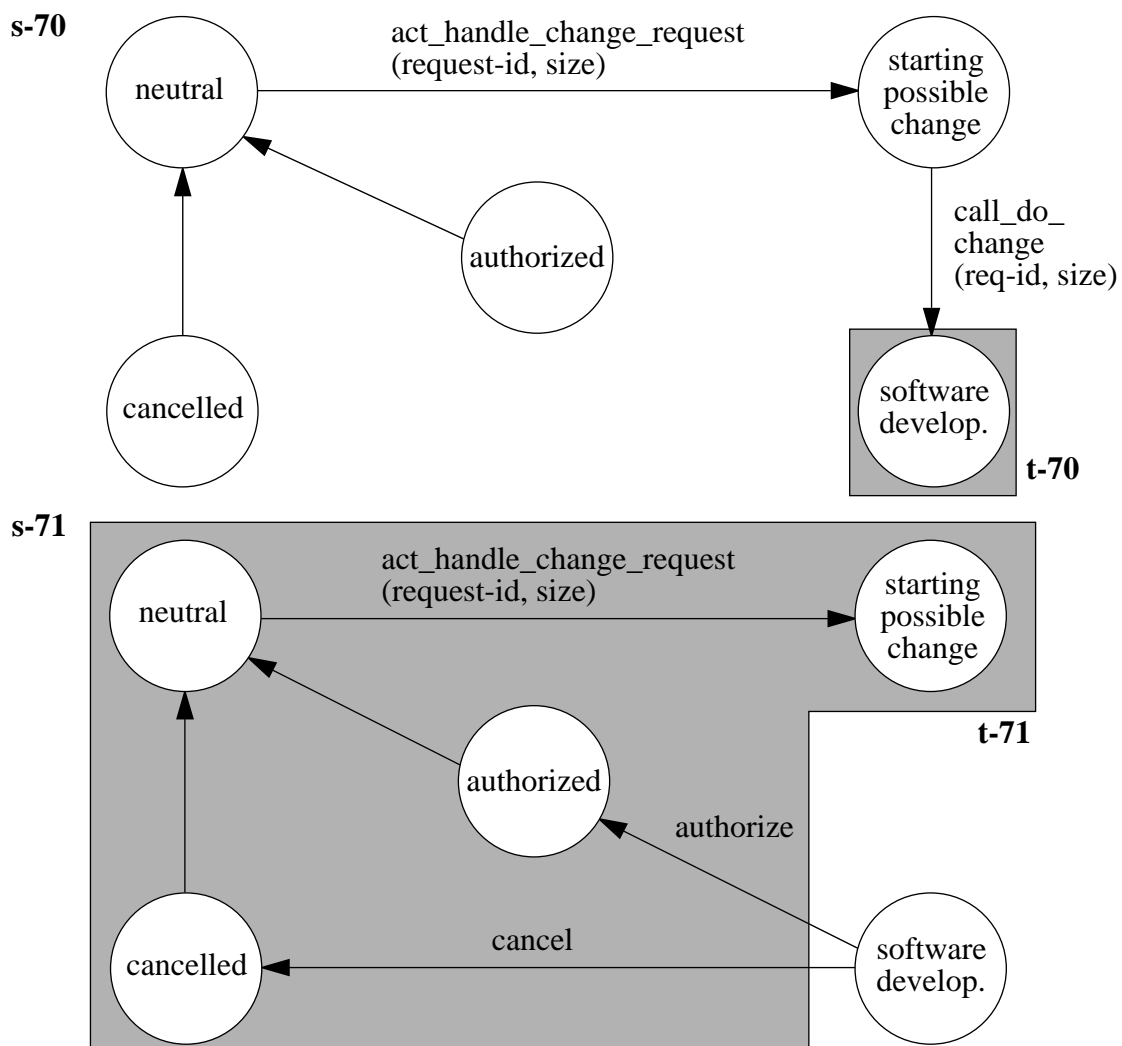 s-70
act_handle_change_request
(request-id, size)
neutral
starting
possible
change
authorized
call_do_
change
(req-id, size)
cancelled
software
develop.
t-70
s-71
act_handle_change_request
(request-id, size)
neutral
starting
possible
change
t-71
authorized
authorize
cancel
cancelled
software
develop.